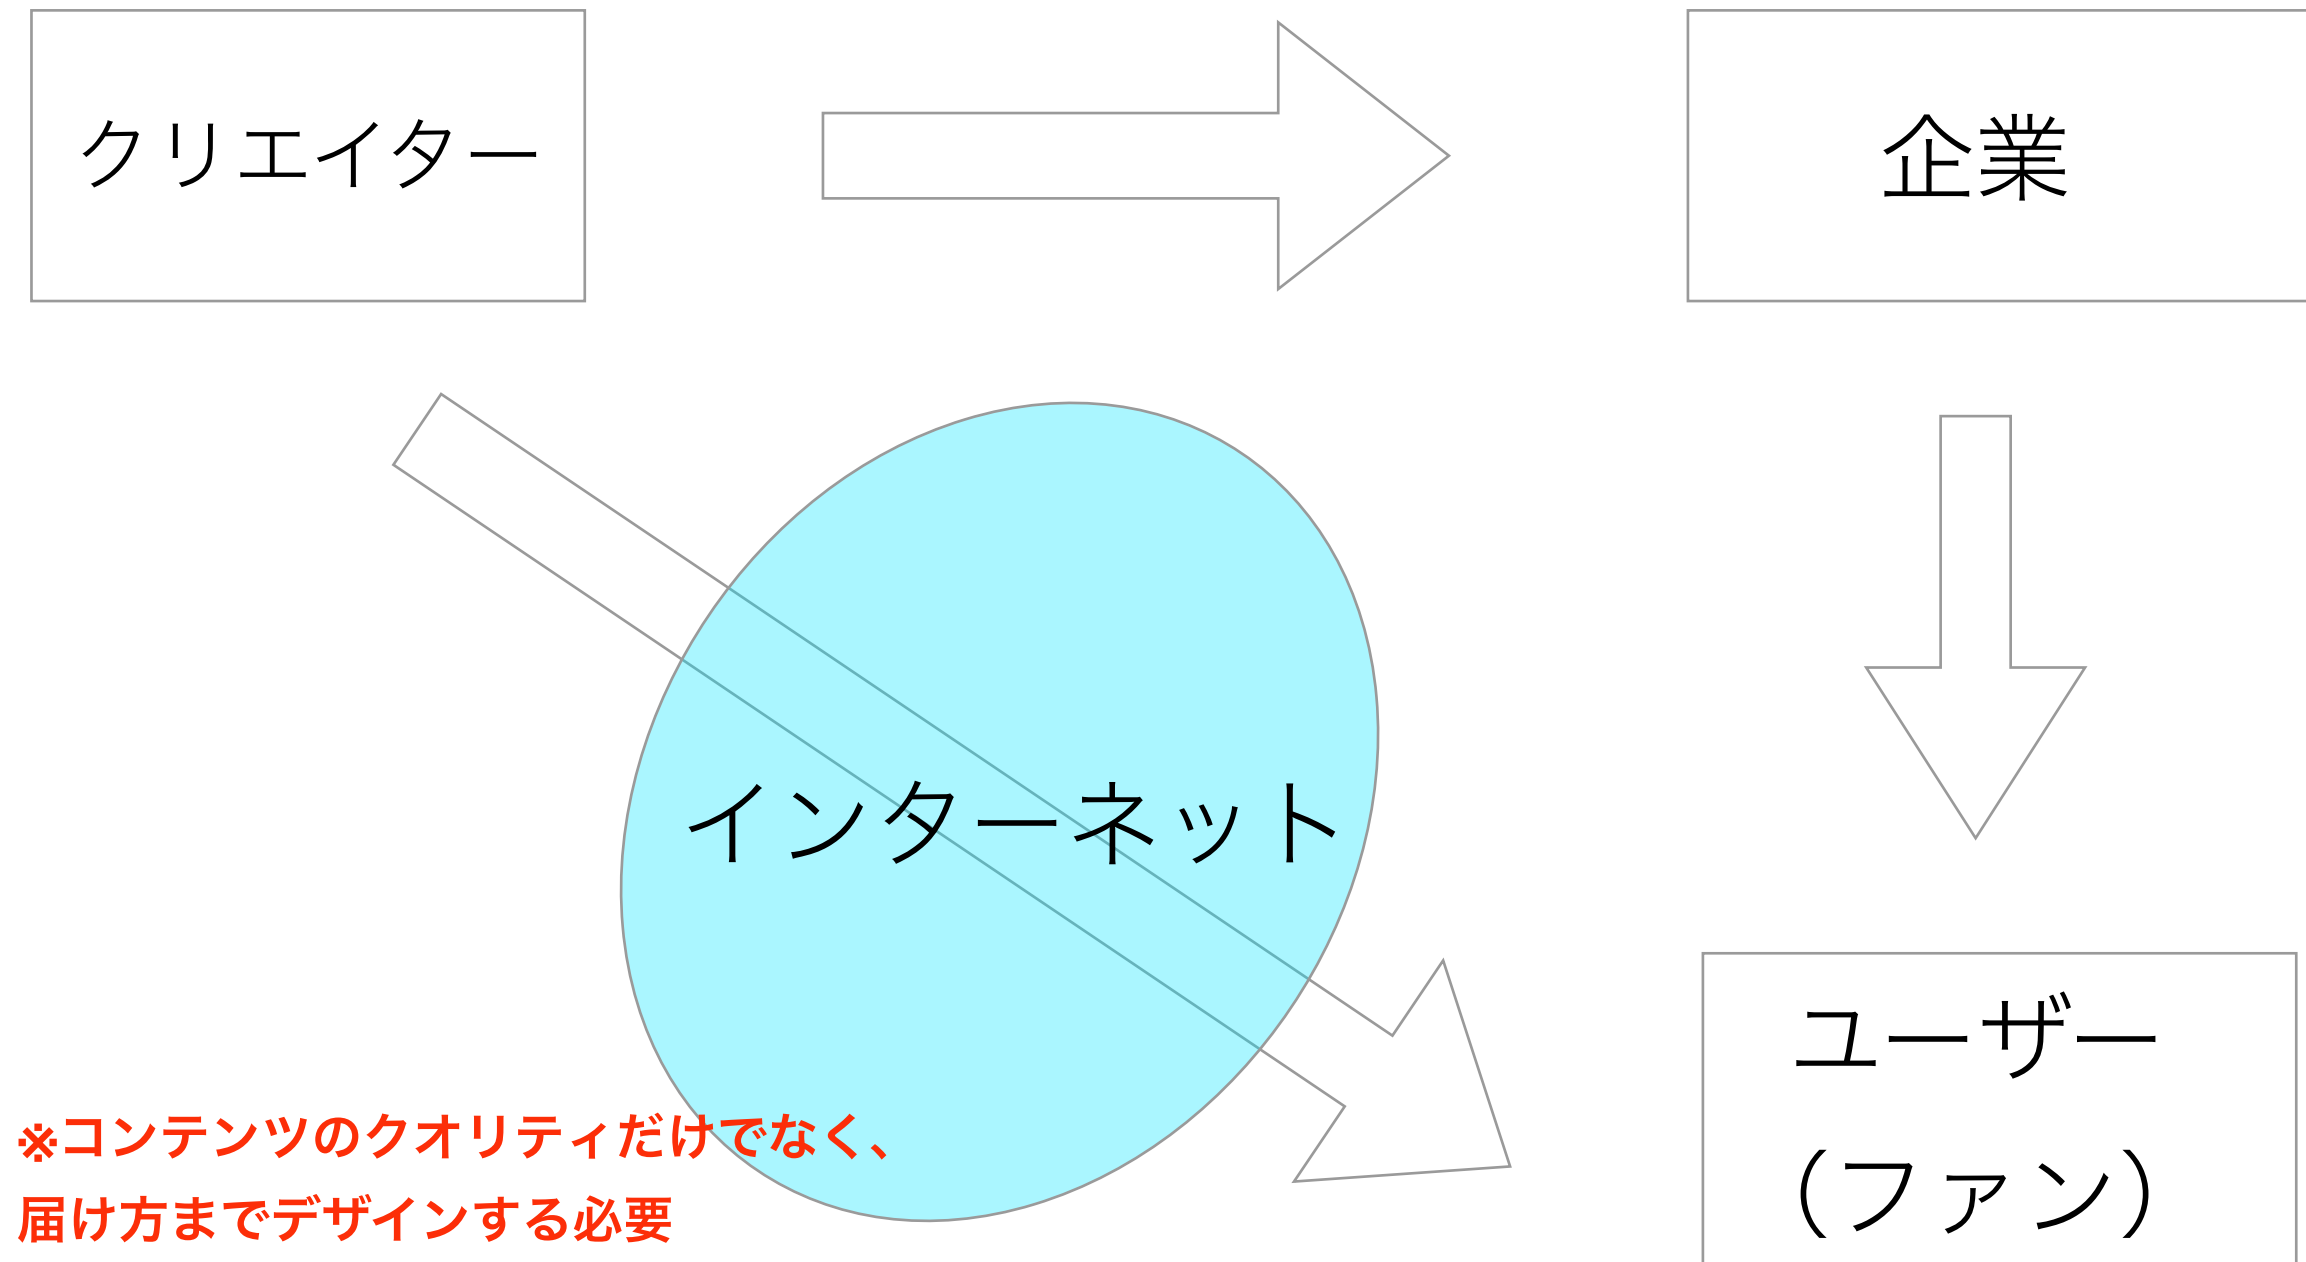 クリエイター
企業
インターネット
ユーザー
（ファン）
※コンテンツのクオリティだけでなく、
届け方までデザインする必要